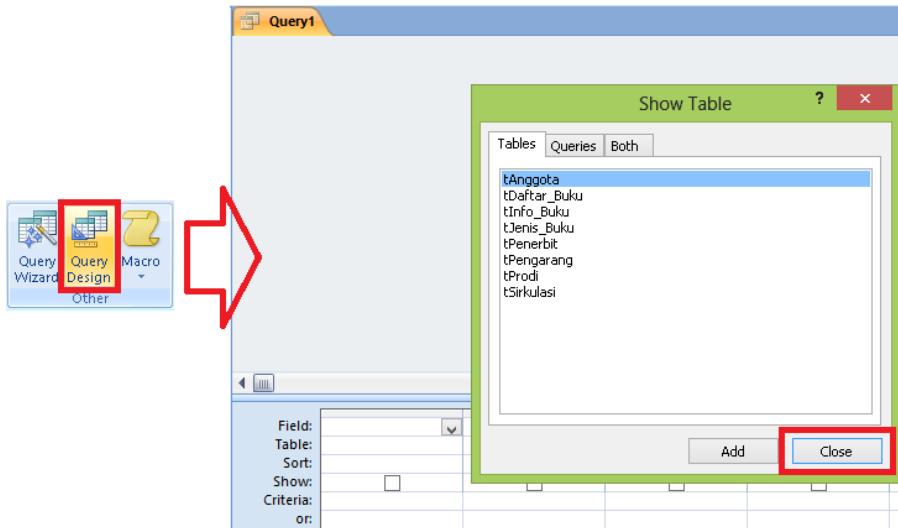 Query Wizard
Query Design
Macro
Other
Query1
Show Table
?
Tables
Queries
Both
tAnggota
tDaftar_Buku
tInfo_Buku
tJenis_Buku
tPenerbit
tPengarang
tProdi
tSirkulasi
Add
Close
Field:
Table:
Sort:
Show:
Criteria:
or: